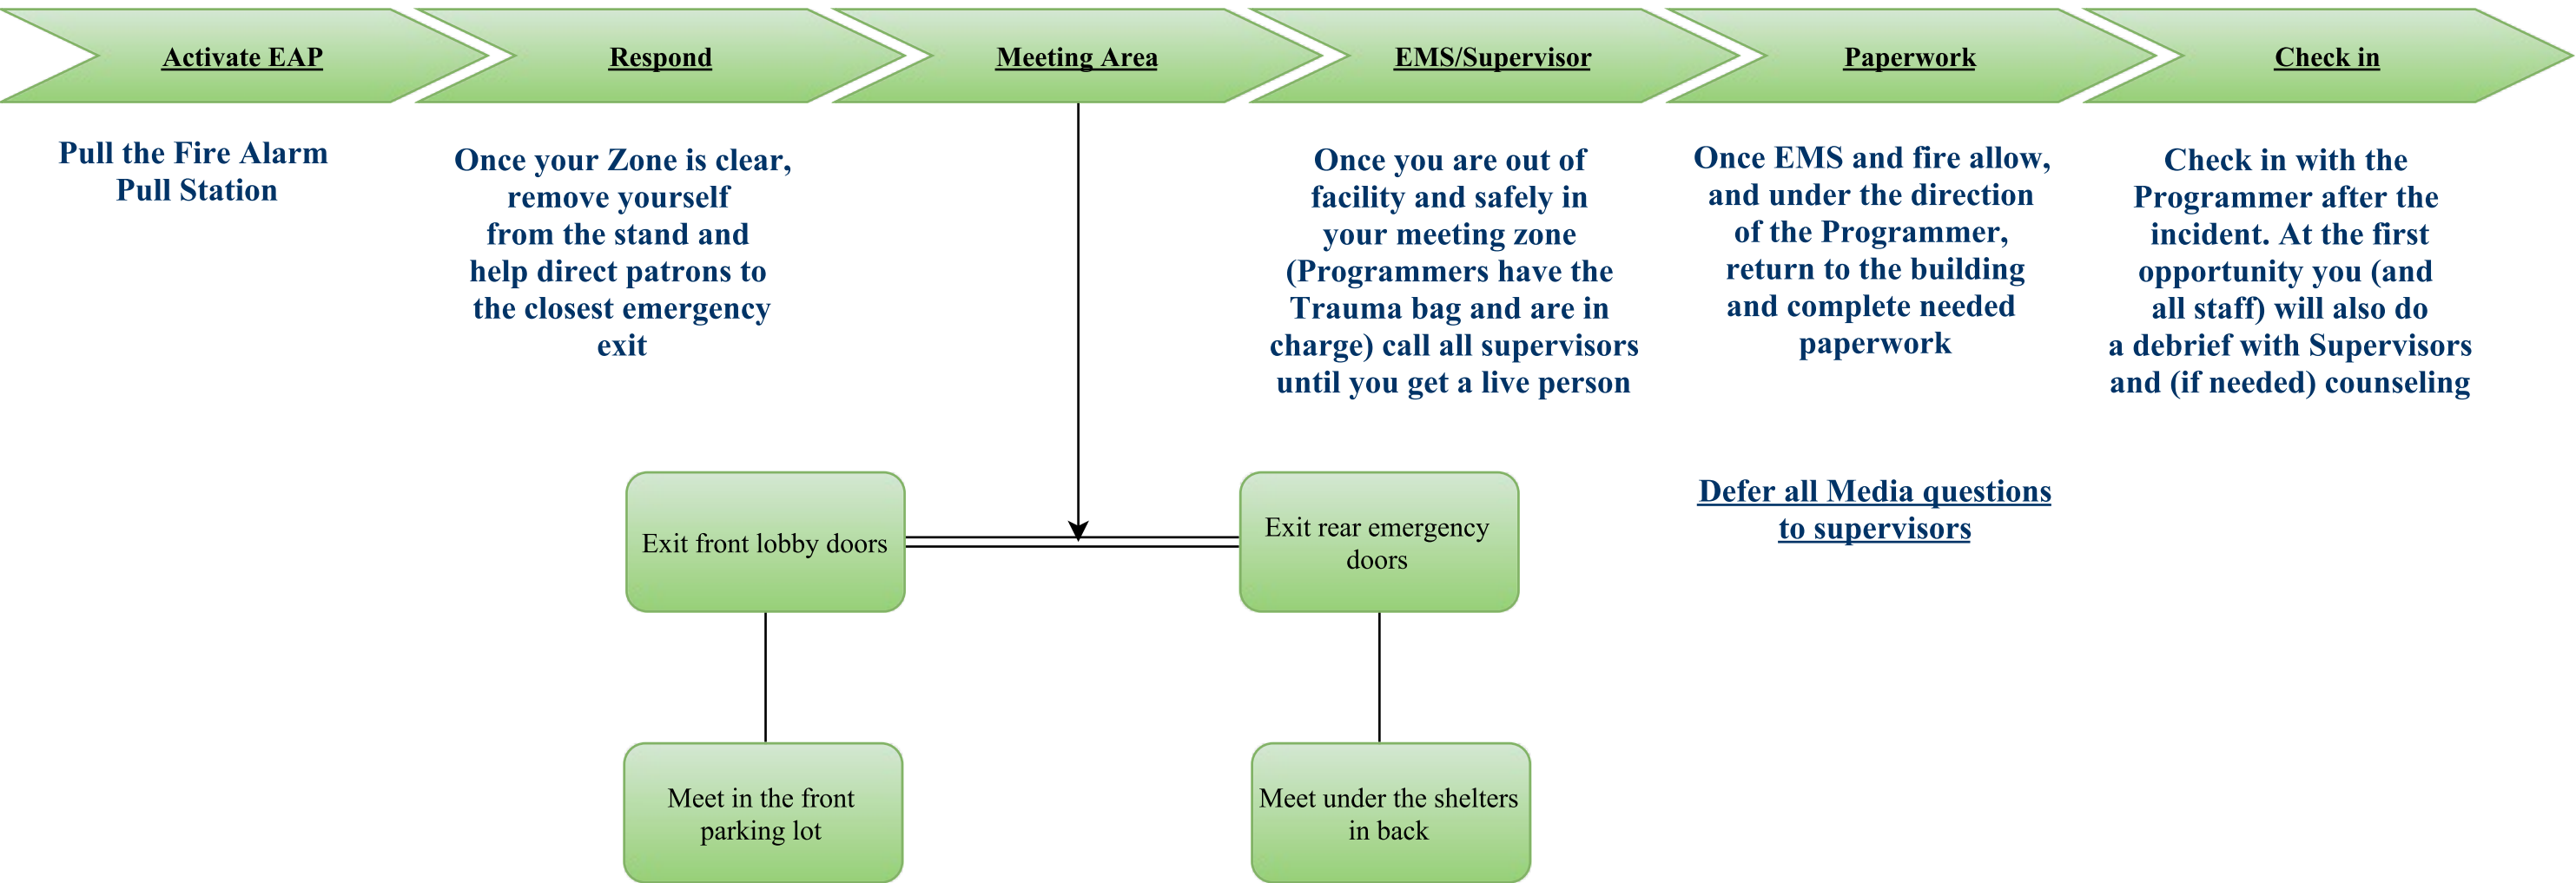 Activate EAP
Respond
Meeting Area
EMS/Supervisor
Paperwork
Check in
Pull the Fire Alarm
Pull Station
Once your Zone is clear,
remove yourself
from the stand and
help direct patrons to
the closest emergency
exit
Once you are out of
facility and safely in
your meeting zone
(Programmers have the
Trauma bag and are in
charge) call all supervisors
until you get a live person
Once EMS and fire allow,
and under the direction
of the Programmer,
return to the building
and complete needed
paperwork
Defer all Media questions
to supervisors
Check in with the
Programmer after the
incident. At the first
opportunity you (and
all staff) will also do
a debrief with Supervisors
and (if needed) counseling
Exit front lobby doors
Exit rear emergency
doors
Meet in the front
parking lot
Meet under the shelters
in back